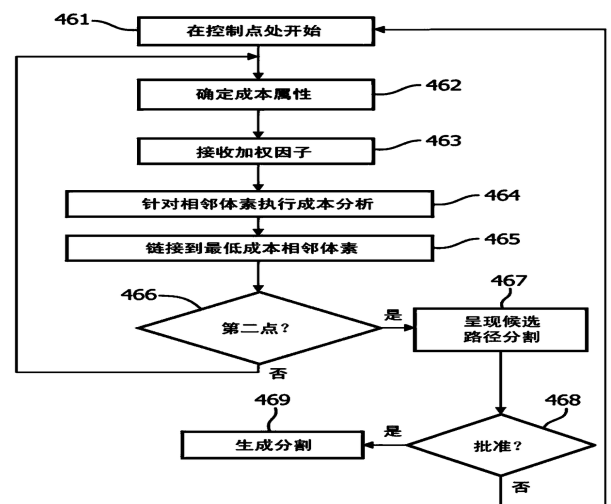 461
在控制点处开始
确定成本属性
462
接收加权因子
463
针对相邻体素执行成本分析
464
链接到最低成本相邻体素
465
466
第二点？
是
否
467
呈现候选
路径分割
468
批准？
是
否
469
生成分割